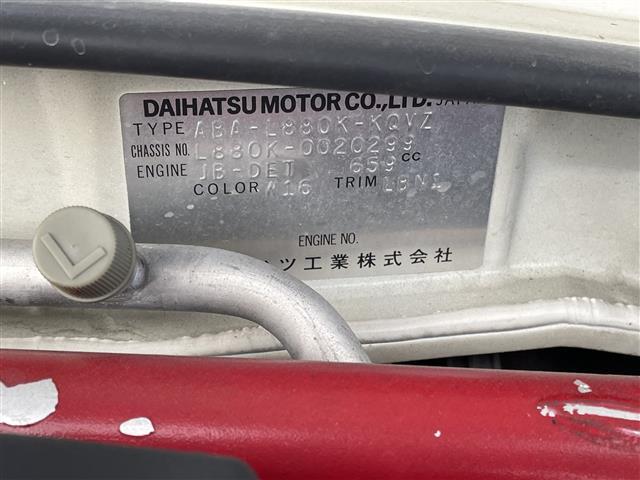 DAIHATSU MOTOR CO.,LTD. JAPAN
TYPE ABA-L880K-KQVZ
CHASSIS NO. L880K-0020299
ENGINE JB-DET 659 CC
COLOR W16 TRIM
ENGINE NO.
ツ工業株式会社
L